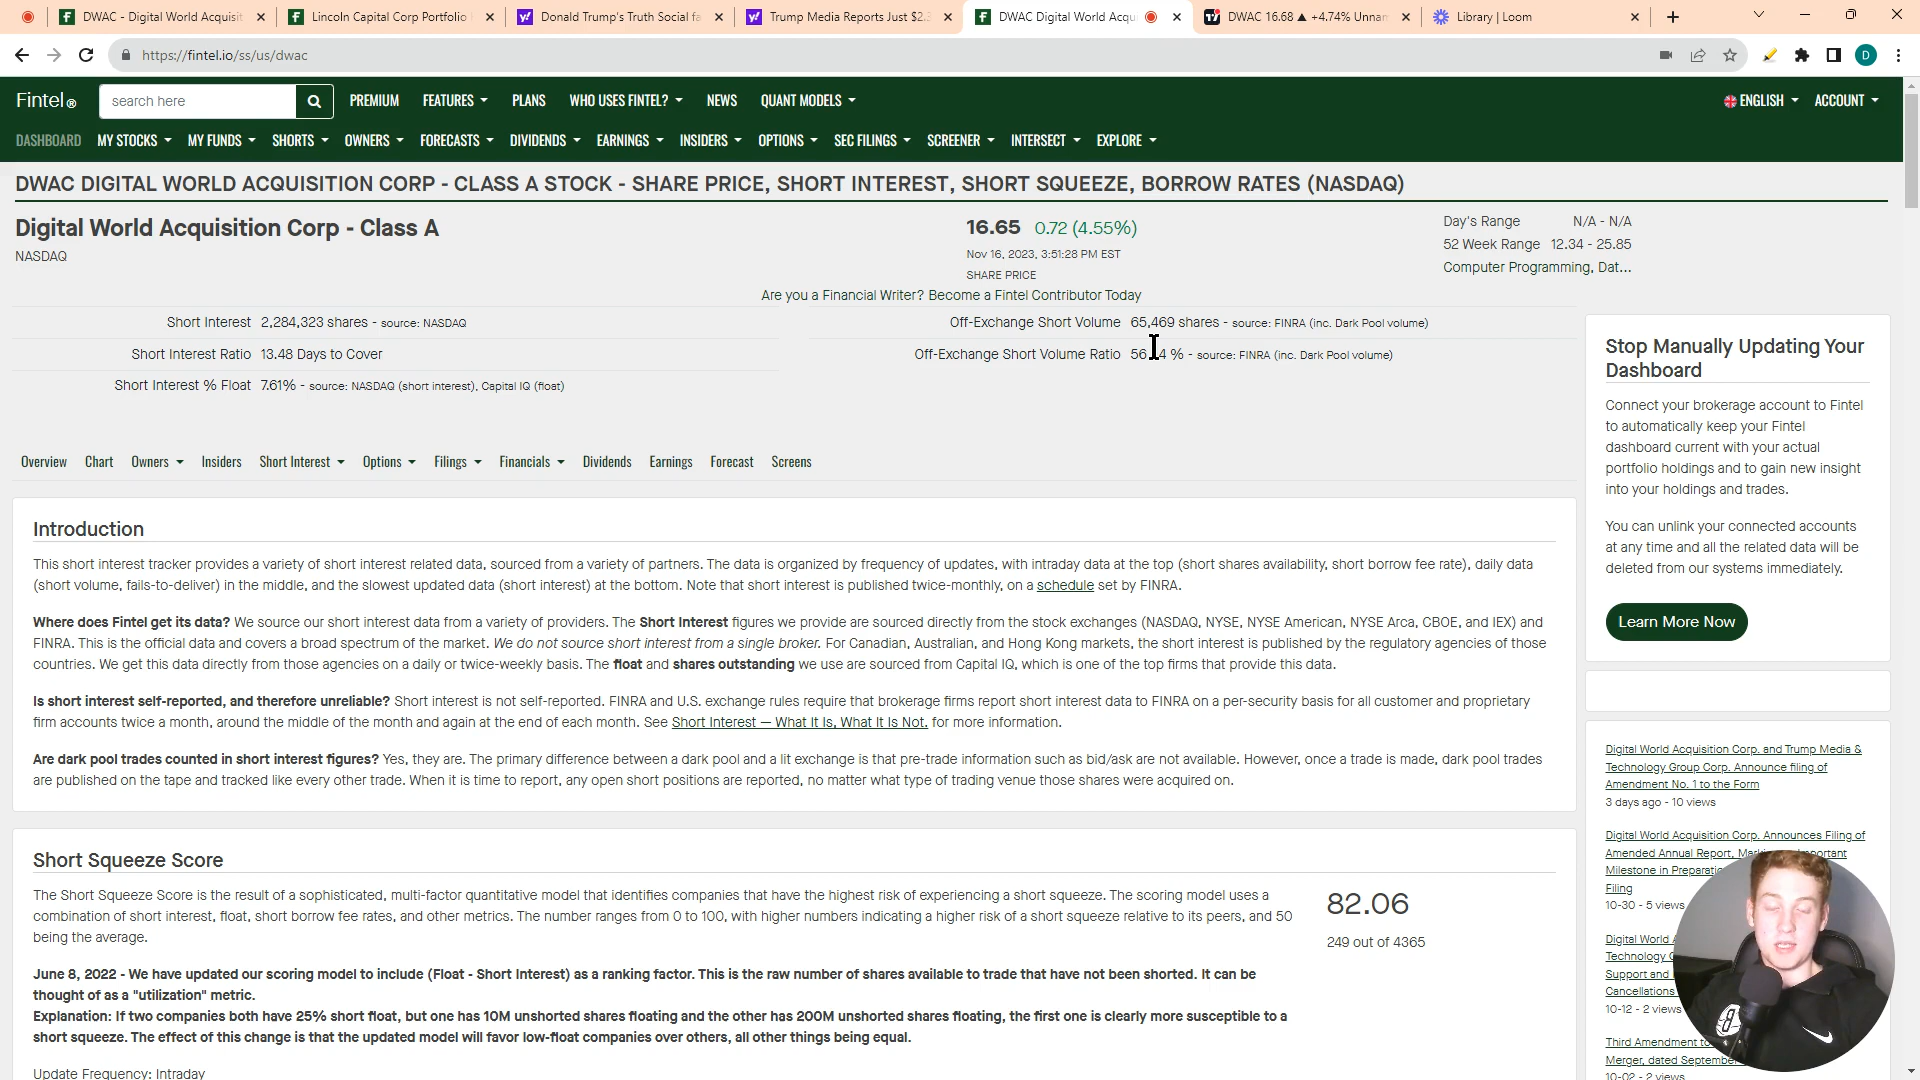 DWAC - Digital World Acquisit
Lincoln Capital Corp Portfolio
Donald Trump's Truth Social fa
Trump Media Reports Just $2.
DWAC Digital World Acqu
DWAC 16.68 ▲ +4.74% Unnam
Library | Loom
https://fintel.io/ss/us/dwac
D
Fintel®
search here
PREMIUM
FEATURES
PLANS
WHO USES FINTEL?
NEWS
QUANT MODELS
ENGLISH
ACCOUNT
DASHBOARD
MY STOCKS
MY FUNDS
SHORTS
OWNERS
FORECASTS
DIVIDENDS
EARNINGS
INSIDERS
OPTIONS
SEC FILINGS
SCREENER
INTERSECT
EXPLORE
DWAC DIGITAL WORLD ACQUISITION CORP - CLASS A STOCK - SHARE PRICE, SHORT INTEREST, SHORT SQUEEZE, BORROW RATES (NASDAQ)
Digital World Acquisition Corp - Class A
NASDAQ
16.65 0.72 (4.55%)
Nov 16, 2023, 3:51:28 PM EST
SHARE PRICE
Day's Range N/A - N/A
52 Week Range 12.34 - 25.85
Computer Programming, Dat...
Are you a Financial Writer? Become a Fintel Contributor Today
Short Interest 2,284,323 shares - source: NASDAQ
Short Interest Ratio 13.48 Days to Cover
Short Interest % Float 7.61% - source: NASDAQ (short interest), Capital IQ (float)
Off-Exchange Short Volume 65,469 shares - source: FINRA (inc. Dark Pool volume)
Off-Exchange Short Volume Ratio % - source: FINRA (inc. Dark Pool volume)
Overview
Chart
Owners
Insiders
Short Interest
Options
Filings
Financials
Dividends
Earnings
Forecast
Screens
Introduction
This short interest tracker provides a variety of short interest related data, sourced from a variety of partners. The data is organized by frequency of updates, with intraday data at the top (short shares availability, short borrow fee rate), daily data
(short volume, fails-to-deliver) in the middle, and the slowest updated data (short interest) at the bottom. Note that short interest is published twice-monthly, on a schedule set by FINRA.
Where does Fintel get its data? We source our short interest data from a variety of providers. The Short Interest figures we provide are sourced directly from the stock exchanges (NASDAQ, NYSE, NYSE American, NYSE Arca, CBOE, and IEX) and
FINRA. This is the official data and covers a broad spectrum of the market. We do not source short interest from a single broker. For Canadian, Australian, and Hong Kong markets, the short interest is published by the regulatory agencies of those
countries. We get this data directly from those agencies on a daily or twice-weekly basis. The float and shares outstanding we use are sourced from Capital IQ, which is one of the top firms that provide this data.
Is short interest self-reported, and therefore unreliable? Short interest is not self-reported. FINRA and U.S. exchange rules require that brokerage firms report short interest data to FINRA on a per-security basis for all customer and proprietary
firm accounts twice a month, around the middle of the month and again at the end of each month. See Short Interest — What It Is, What It Is Not. for more information.
Are dark pool trades counted in short interest figures? Yes, they are. The primary difference between a dark pool and a lit exchange is that pre-trade information such as bid/ask are not available. However, once a trade is made, dark pool trades
are published on the tape and tracked like every other trade. When it is time to report, any open short positions are reported, no matter what type of trading venue those shares were acquired on.
Short Squeeze Score
The Short Squeeze Score is the result of a sophisticated, multi-factor quantitative model that identifies companies that have the highest risk of experiencing a short squeeze. The scoring model uses a
combination of short interest, float, short borrow fee rates, and other metrics. The number ranges from 0 to 100, with higher numbers indicating a higher risk of a short squeeze relative to its peers, and 50
being the average.
82.06
249 out of 4365
June 8, 2022 - We have updated our scoring model to include (Float - Short Interest) as a ranking factor. This is the raw number of shares available to trade that have not been shorted. It can be
thought of as a "utilization" metric.
Explanation: If two companies both have 25% short float, but one has 10M unshorted shares floating and the other has 200M unshorted shares floating, the first one is clearly more susceptible to a
short squeeze. The effect of this change is that the updated model will favor low-float companies over others, all other things being equal.
Update Frequency: Intraday
Stop Manually Updating Your
Dashboard
Connect your brokerage account to Fintel
to automatically keep your Fintel
dashboard current with your actual
portfolio holdings and to gain new insight
into your holdings and trades.
You can unlink your connected accounts
at any time and all the related data will be
deleted from our systems immediately.
Learn More Now
Digital World Acquisition Corp. and Trump Media &
Technology Group Corp. Announce filing of
Amendment No. 1 to the Form
3 days ago - 10 views
Digital World Acquisition Corp. Announces Filing of
Amended Annual Report,
Milestone in
Filing
10-30 - 5 views
Digital World
Technology
Support and
Cancellations
10-12 - 2 views
Third Amendment
Merger, dated
10-02 - 2 views